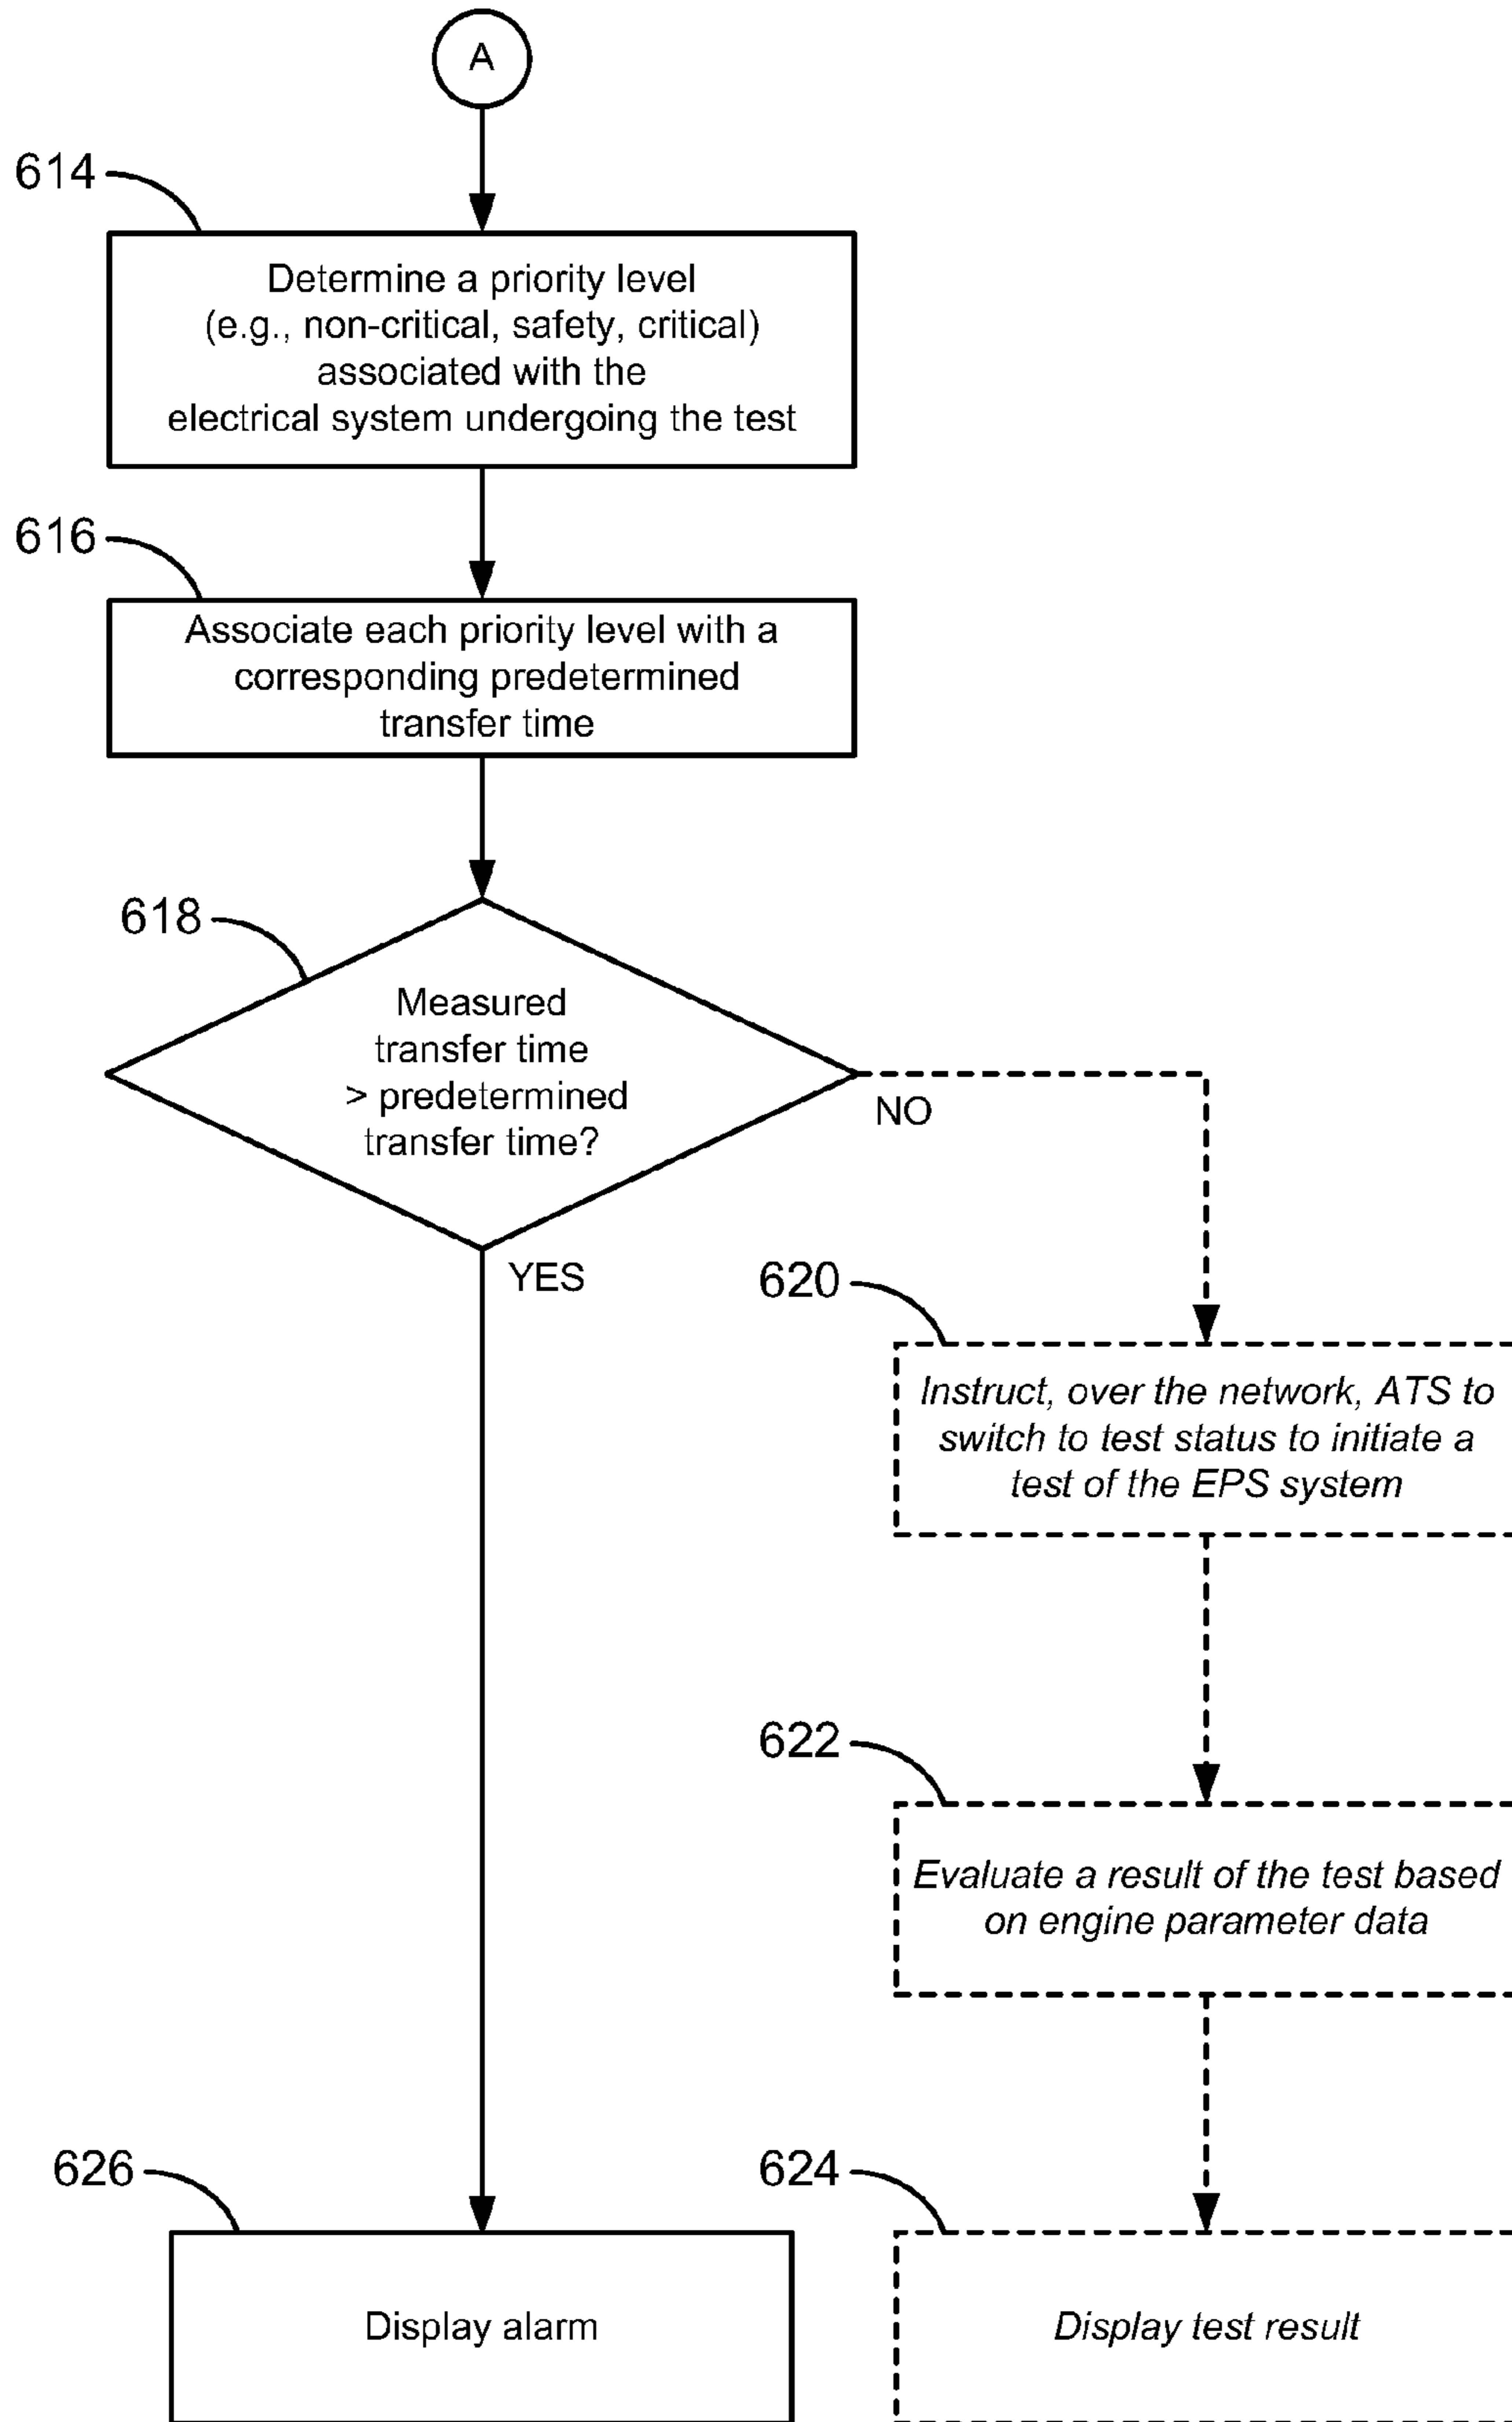 A
614
Determine a priority level
(e.g., non-critical, safety, critical)
associated with the
electrical system undergoing the test
616
Associate each priority level with a
corresponding predetermined
transfer time
618
Measured
transfer time
> predetermined
transfer time?
NO
YES
620
Instruct, over the network, ATS to
switch to test status to initiate a
test of the EPS system
622
Evaluate a result of the test based
on engine parameter data
626
Display alarm
624
Display test result